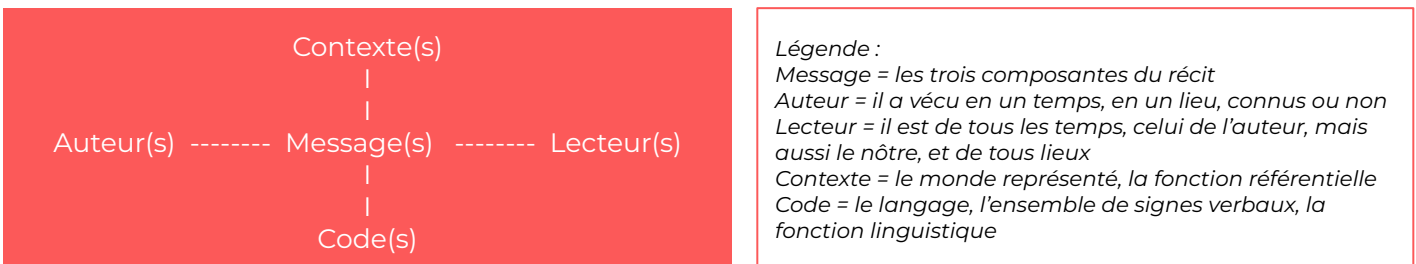 Contexte(s)
|
|
Auteur(s) -------- Message(s) -------- Lecteur(s)
|
|
Code(s)
Légende :
Message = les trois composantes du récit
Auteur = il a vécu en un temps, en un lieu, connus ou non
Lecteur = il est de tous les temps, celui de l’auteur, mais
aussi le nôtre, et de tous lieux
Contexte = le monde représenté, la fonction référentielle
Code = le langage, l’ensemble de signes verbaux, la
fonction linguistique